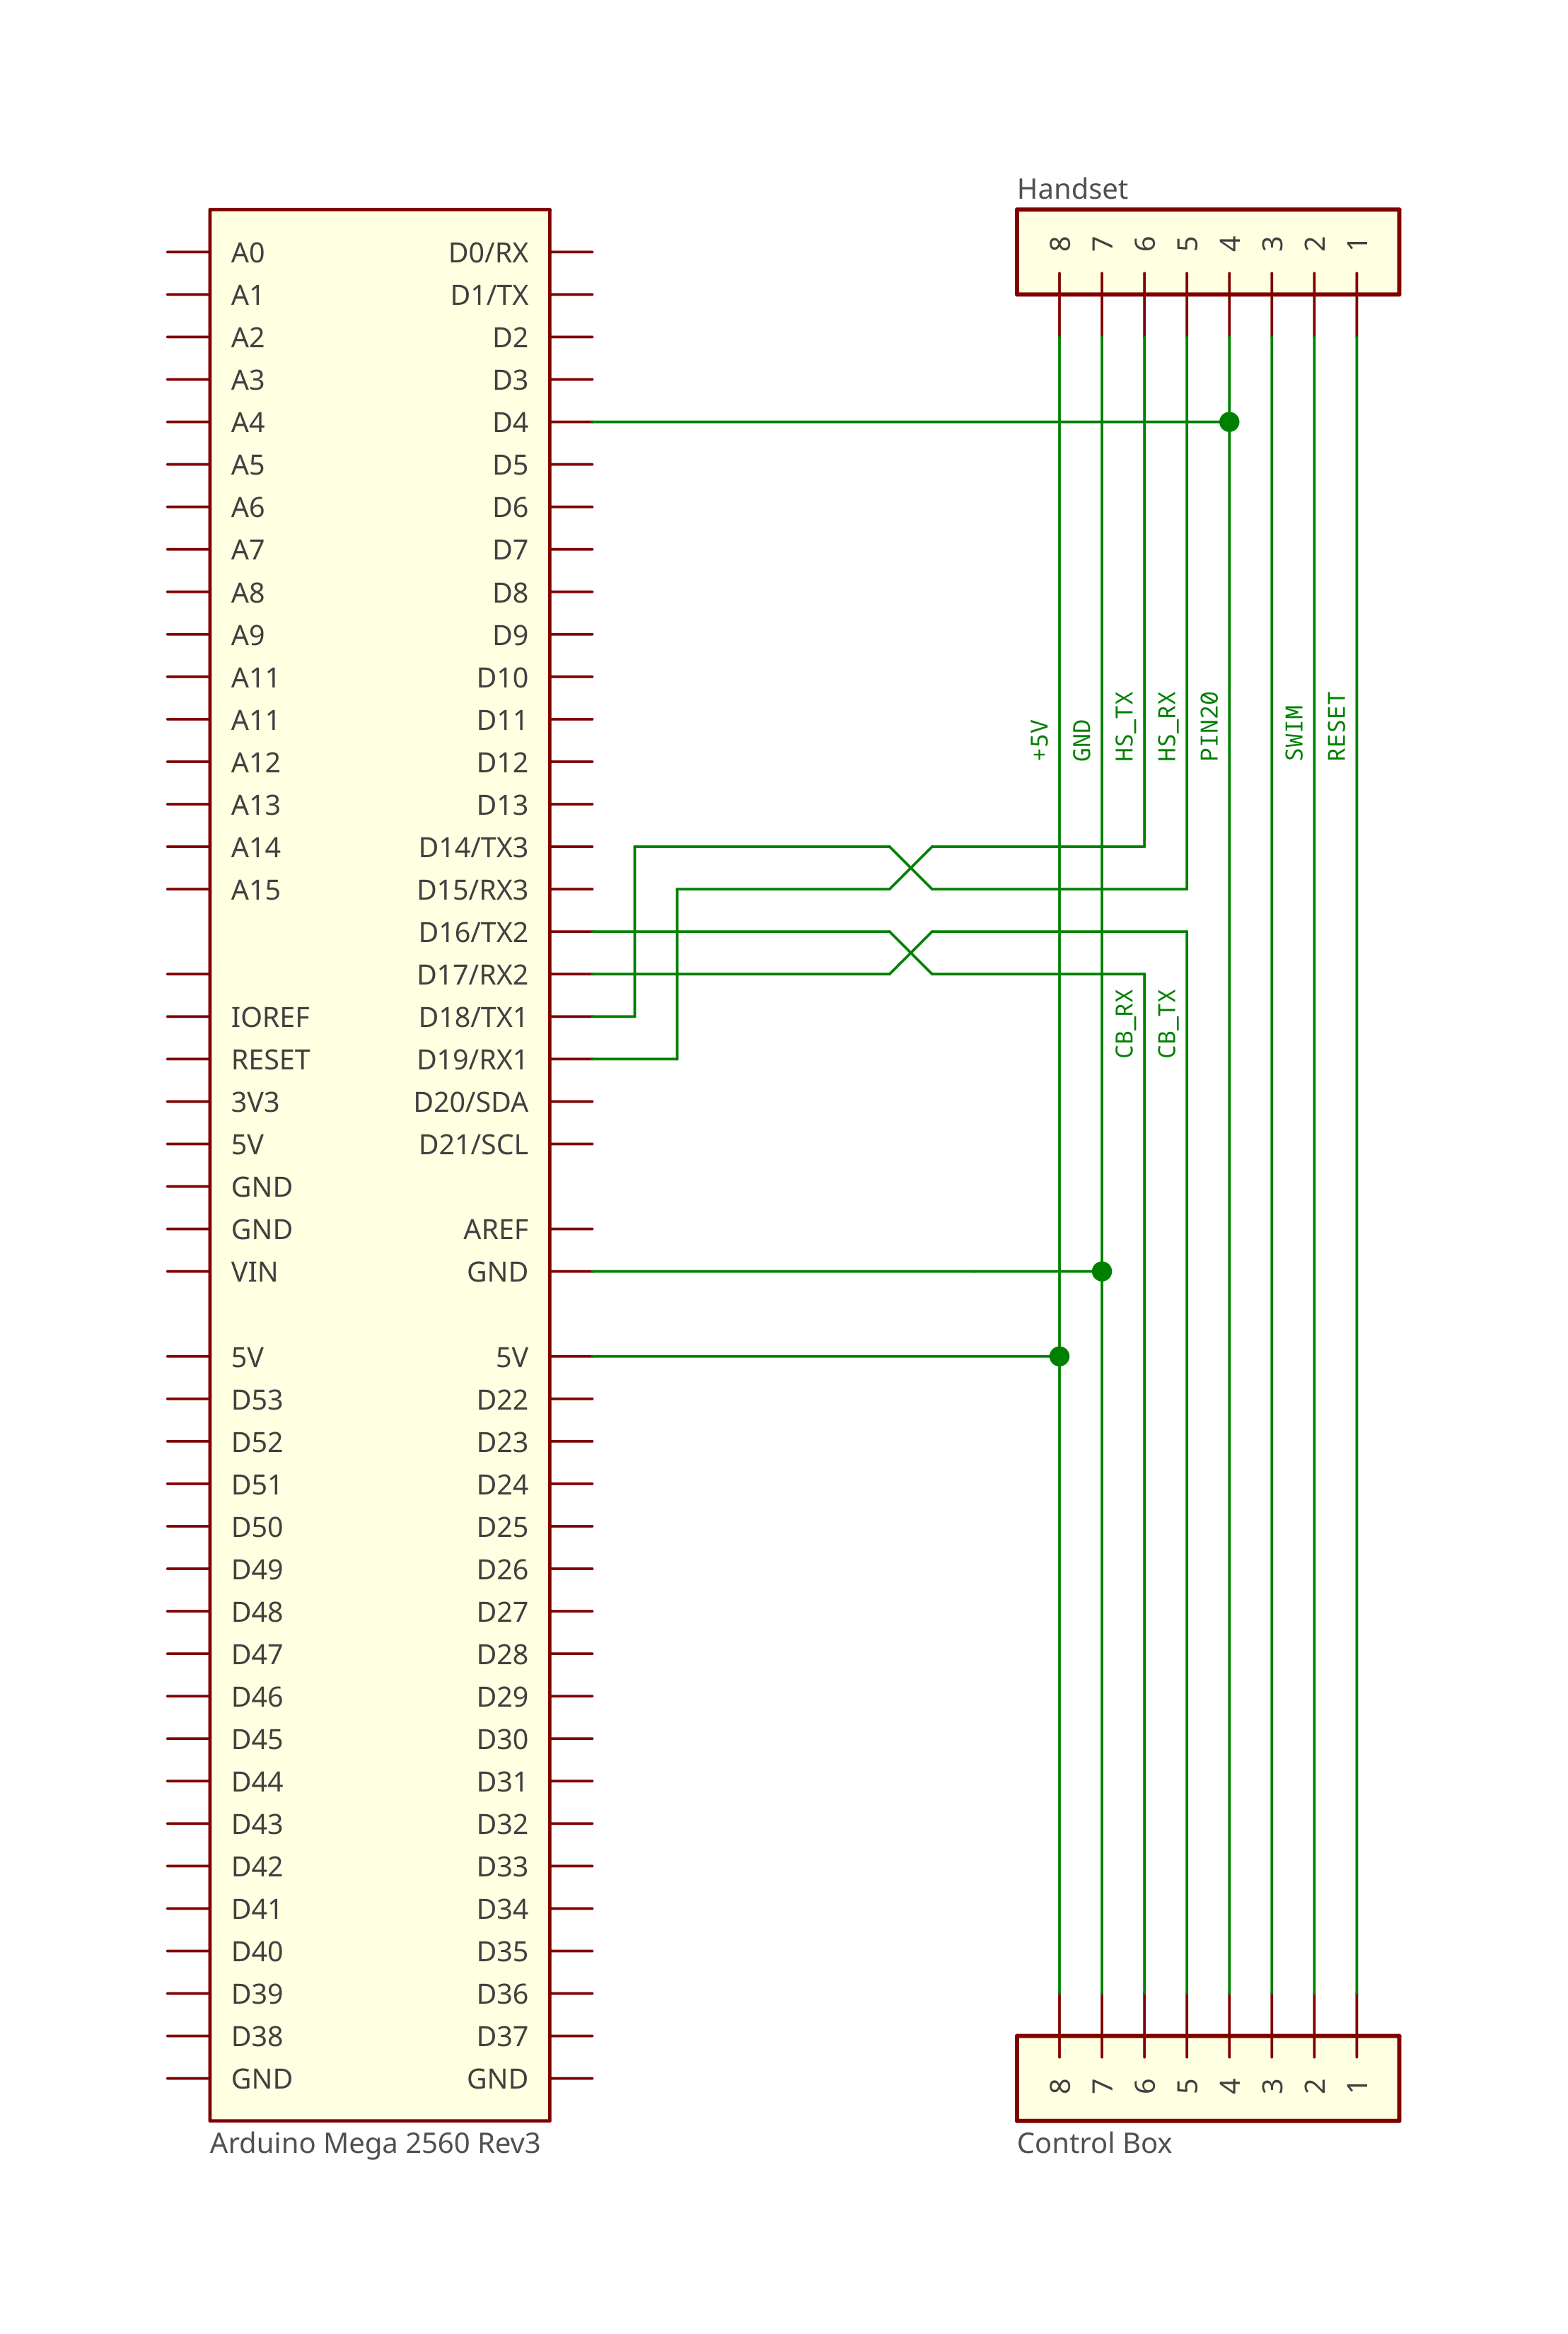 Handset
8 7 6 5 4 3 2 1
A0 D0/RX
A1 D1/TX
A2 D2
A3 D3
A4 D4
A5 D5
A6 D6
A7 D7
A8 D8
A9 D9
A11 D10
A11 D11
A12 D12
A13 D13
A14 D14/TX3
A15 D15/RX3
D16/TX2
D17/RX2
IOREF D18/TX1
RESET D19/RX1
3V3 D20/SDA
5V D21/SCL
GND
GND AREF
VIN GND
5V 5V
D53 D22
D52 D23
D51 D24
D50 D25
D49 D26
D48 D27
D47 D28
D46 D29
D45 D30
D44 D31
D43 D32
D42 D33
D41 D34
D40 D35
D39 D36
D38 D37
GND GND
Arduino Mega 2560 Rev3
+5V
GND
HS_TX
HS_RX
PIN20
SWIM
RESET
CB_RX
CB_TX
8 7 6 5 4 3 2 1
Control Box